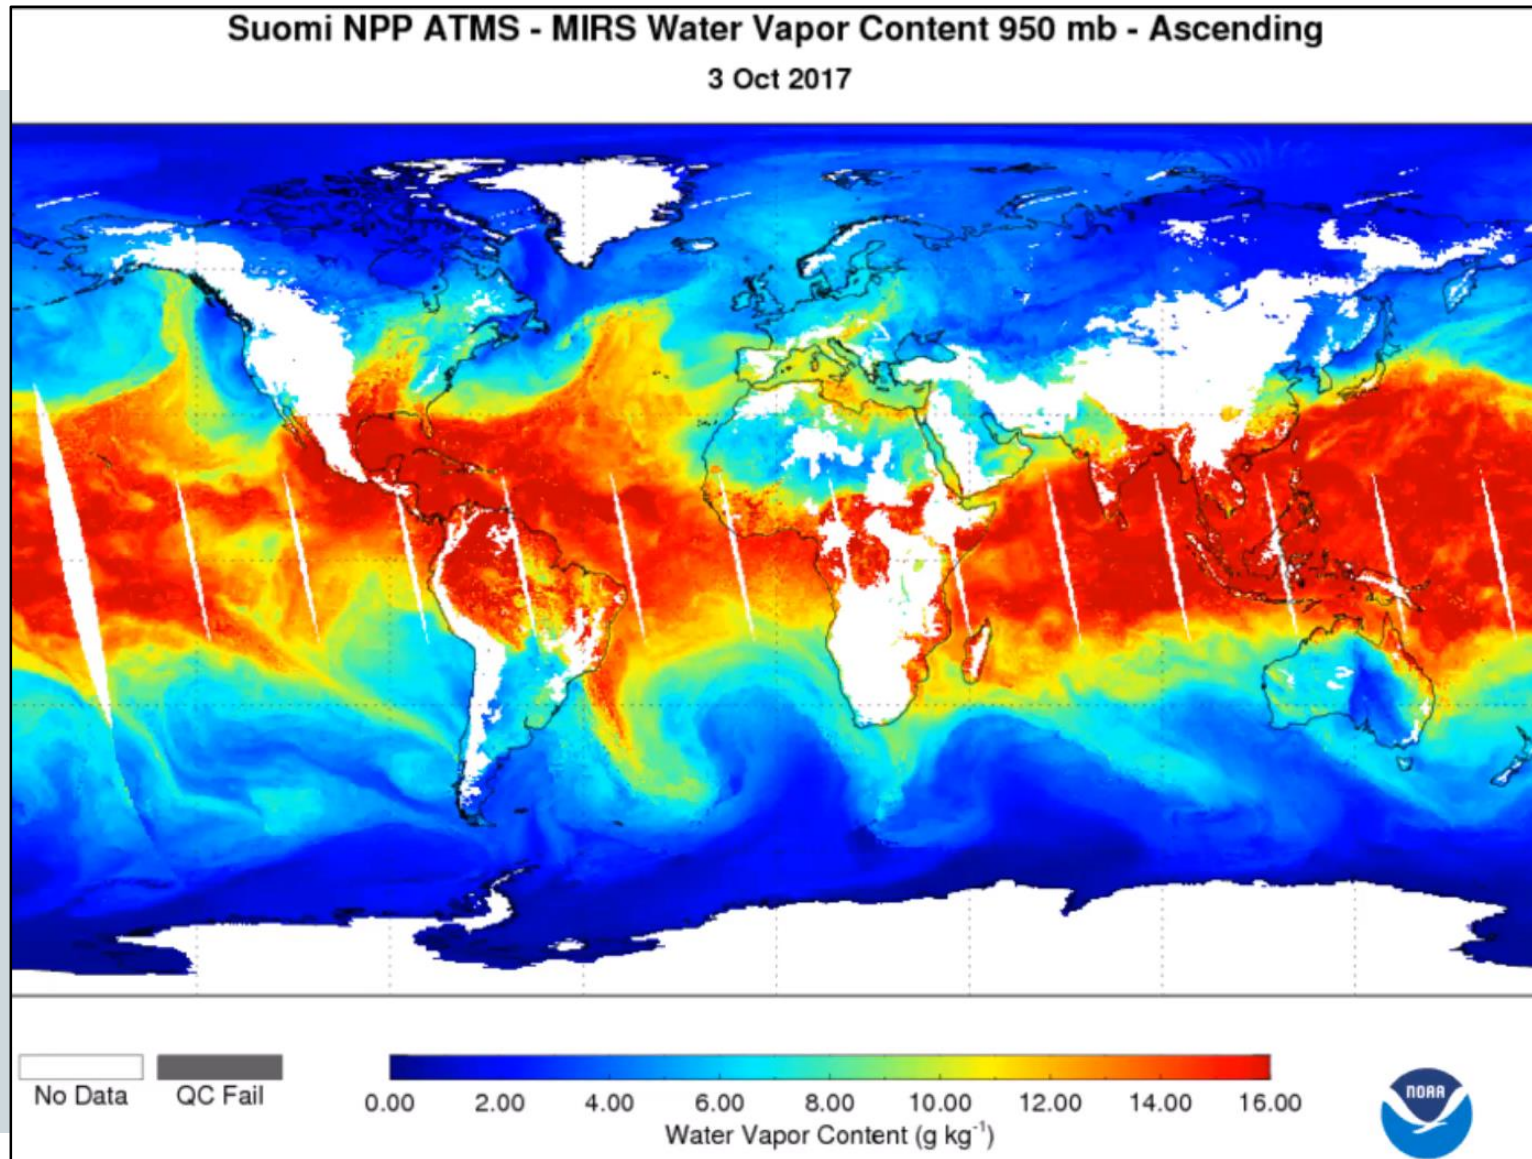 Suomi NPP ATMS - MIRS Water Vapor Content 950 mb - Ascending
3 Oct 2017
No Data
QC Fail
0.00 2.00 4.00 6.00 8.00 10.00 12.00 14.00 16.00
Water Vapor Content (g kg⁻¹)
NOAA